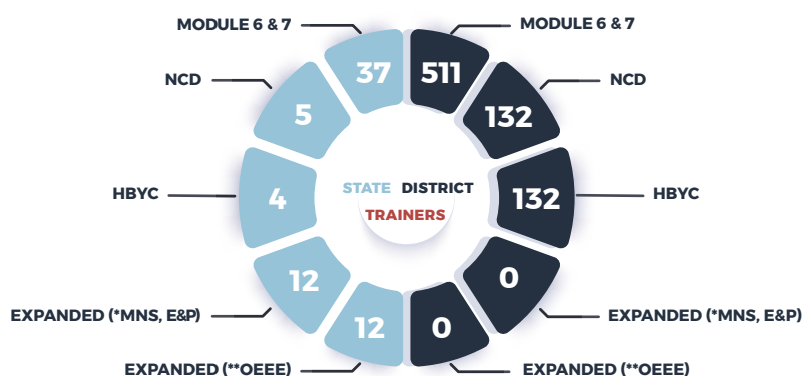 MODULE 6 & 7
MODULE 6 & 7
37
511
NCD
NCD
5
132
HBYC
4
STATE DISTRICT
TRAINERS
132
HBYC
12
0
EXPANDED (*MNS, E&P)
EXPANDED (*MNS, E&P)
12
0
EXPANDED (**OEEE)
EXPANDED (**OEEE)